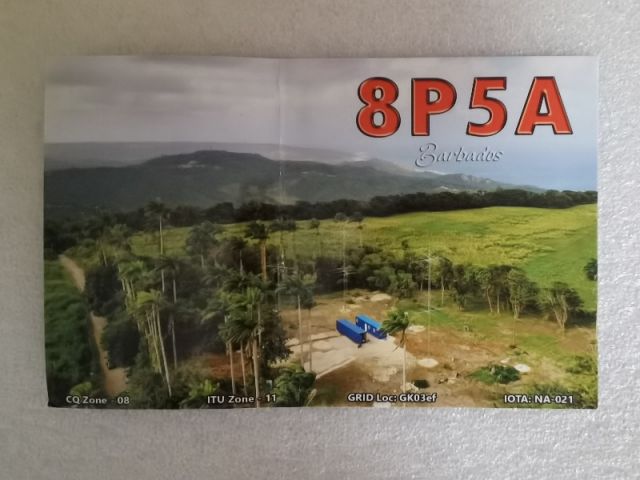 8P5A
Barbados
CQ Zone - 08 ITU Zone - 11 GRID Loc: GK03ef IOTA: NA-021